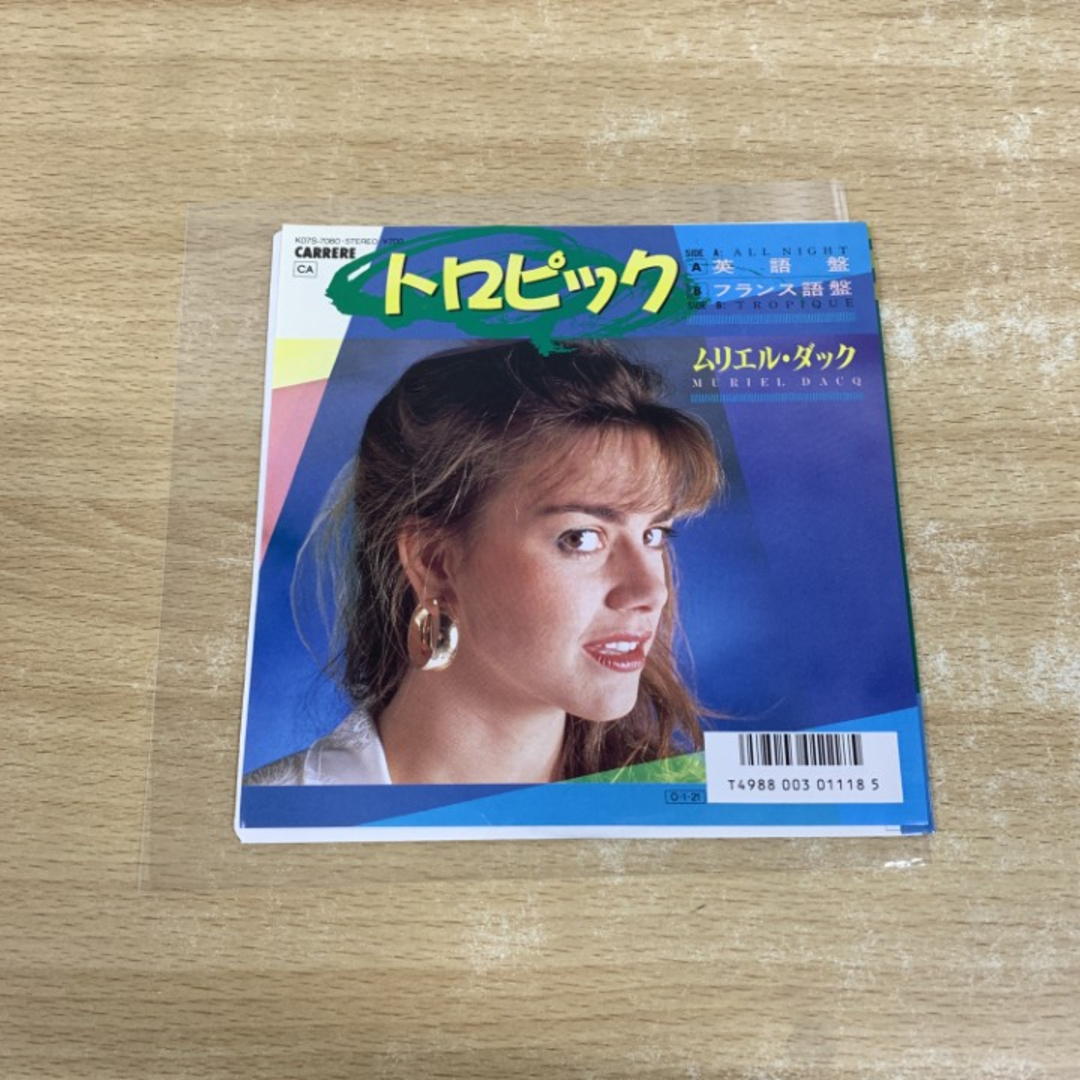 K07S-7080・STEREO ¥700
CARRERE
CA
トロピック
SIDE A: ALL NIGHT
A 英語盤
B フランス語盤
SIDE B: TROPIQUE
ムリエル・ダック
MURIEL DACQ
O-1-21
T4988 003 01118 5